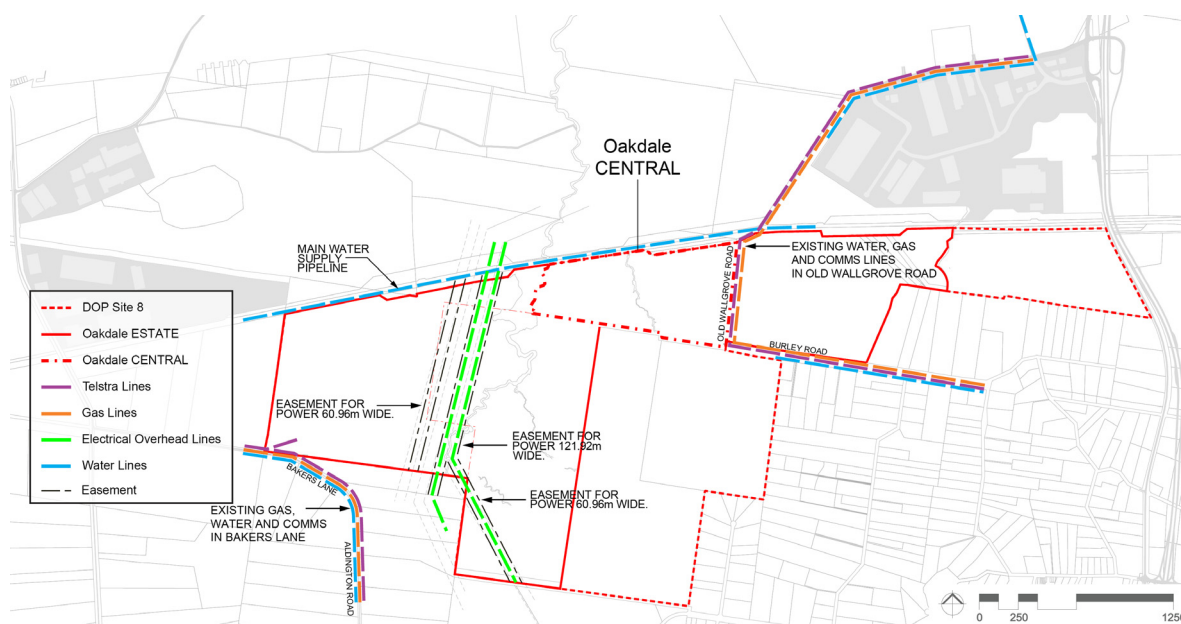 Oakdale
CENTRAL
MAIN WATER
SUPPLY
PIPELINE
EXISTING WATER, GAS
AND COMMS LINES
IN OLD WALLGROVE ROAD
OLD WALLGROVE ROAD
BURLEY ROAD
DOP Site 8
Oakdale ESTATE
Oakdale CENTRAL
Telstra Lines
Gas Lines
Electrical Overhead Lines
Water Lines
Easement
EASEMENT FOR
POWER 60.96m WIDE.
EASEMENT FOR
POWER 121.92m
WIDE.
EASEMENT FOR
POWER 60.96m WIDE.
BAKERS LANE
EXISTING GAS,
WATER AND COMMS
IN BAKERS LANE
ALDINGTON ROAD
0 250 1250